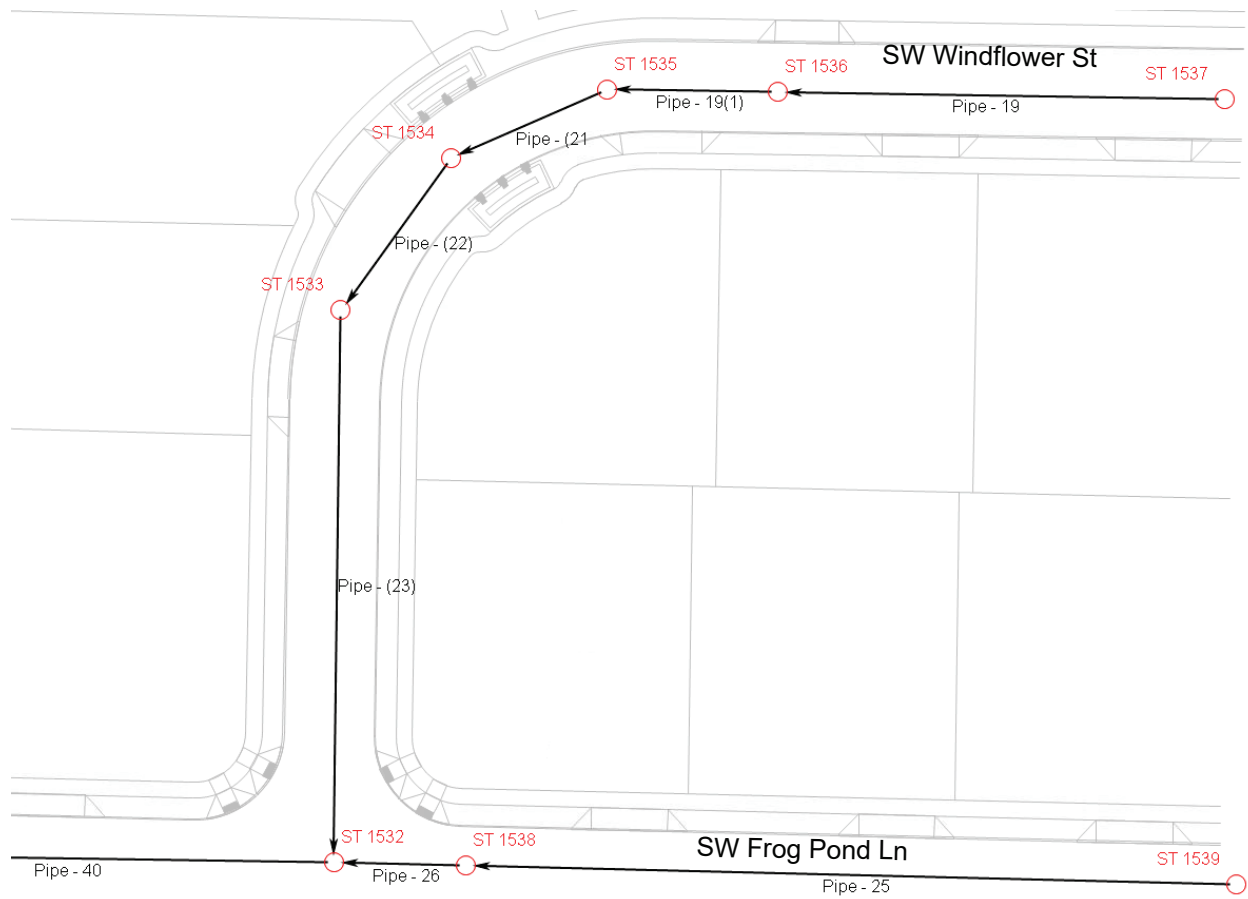 SW Windflower St
ST 1535
ST 1536
ST 1537
Pipe - 19(1)
Pipe - 19
ST 1534
Pipe - (21
Pipe - (22)
ST 1533
Pipe - (23)
ST 1532
ST 1538
SW Frog Pond Ln
ST 1539
Pipe - 40
Pipe - 26
Pipe - 25